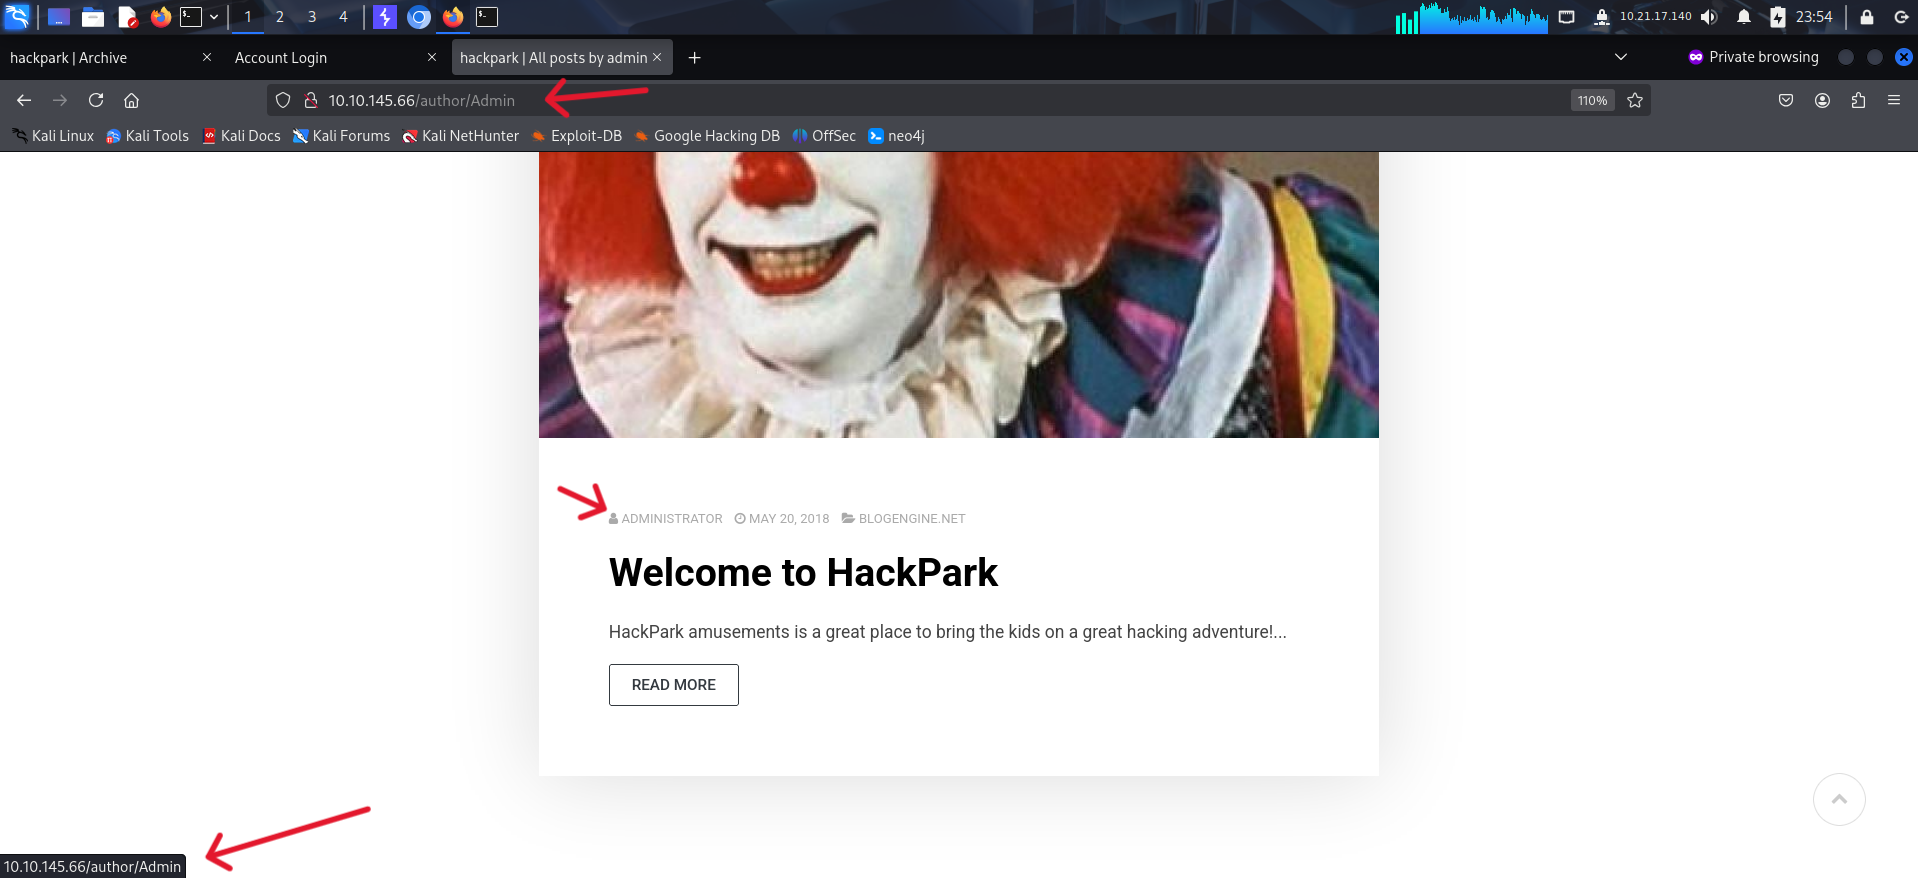 1 2 3 4 10.21.17.140 23:54
hackpark | Archive Account Login hackpark | All posts by admin Private browsing
10.10.145.66/author/Admin 110%
Kali Linux Kali Tools Kali Docs Kali Forums Kali NetHunter Exploit-DB Google Hacking DB OffSec neo4j
ADMINISTRATOR MAY 20, 2018 BLOGENGINE.NET
Welcome to HackPark
HackPark amusements is a great place to bring the kids on a great hacking adventure!...
READ MORE
10.10.145.66/author/Admin